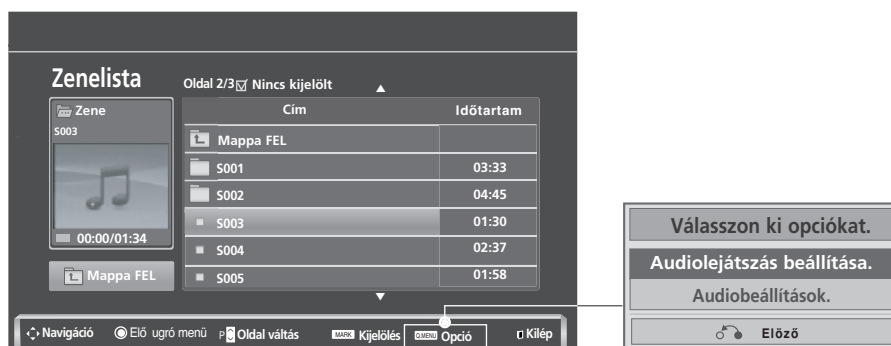 Zenelista
Oldal 2/3 Nincs kijelölt
Zene
S003
00:00/01:34
Mappa FEL
Cím Időtartam
Mappa FEL
S001 03:33
S002 04:45
S003 01:30
S004 02:37
S005 01:58
Navigáció Elő ugró menü P Oldal váltás MARK Kijelölés Q.MENU Opció Kilép
Válasszon ki opciókat.
Audiolejátszás beállítása.
Audiobeállítások.
Előző